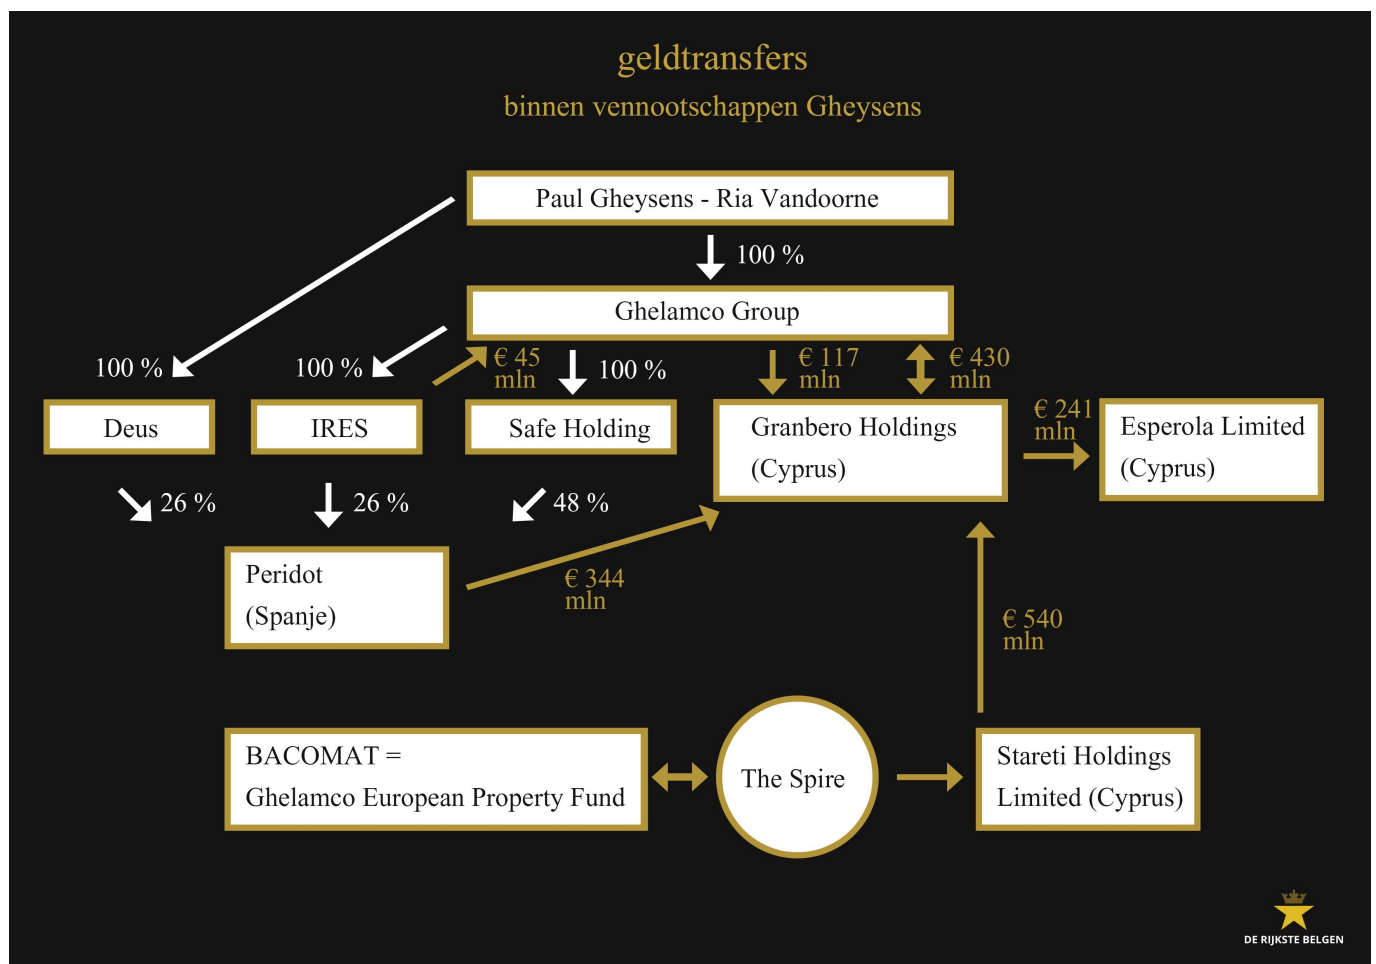 geldtransfers
binnen vennootschappen Gheysens
Paul Gheysens - Ria Vandoorne
100 %
Ghelamco Group
100 %
100 %
€ 45
mln
100 %
€ 117
mln
€ 430
mln
Deus
IRES
Safe Holding
Granbero Holdings
(Cyprus)
€ 241
mln
Esperola Limited
(Cyprus)
26 %
26 %
48 %
Peridot
(Spanje)
€ 344
mln
€ 540
mln
BACOMAT =
Ghelamco European Property Fund
The Spire
Stareti Holdings
Limited (Cyprus)
DE RIJKSTE BELGEN